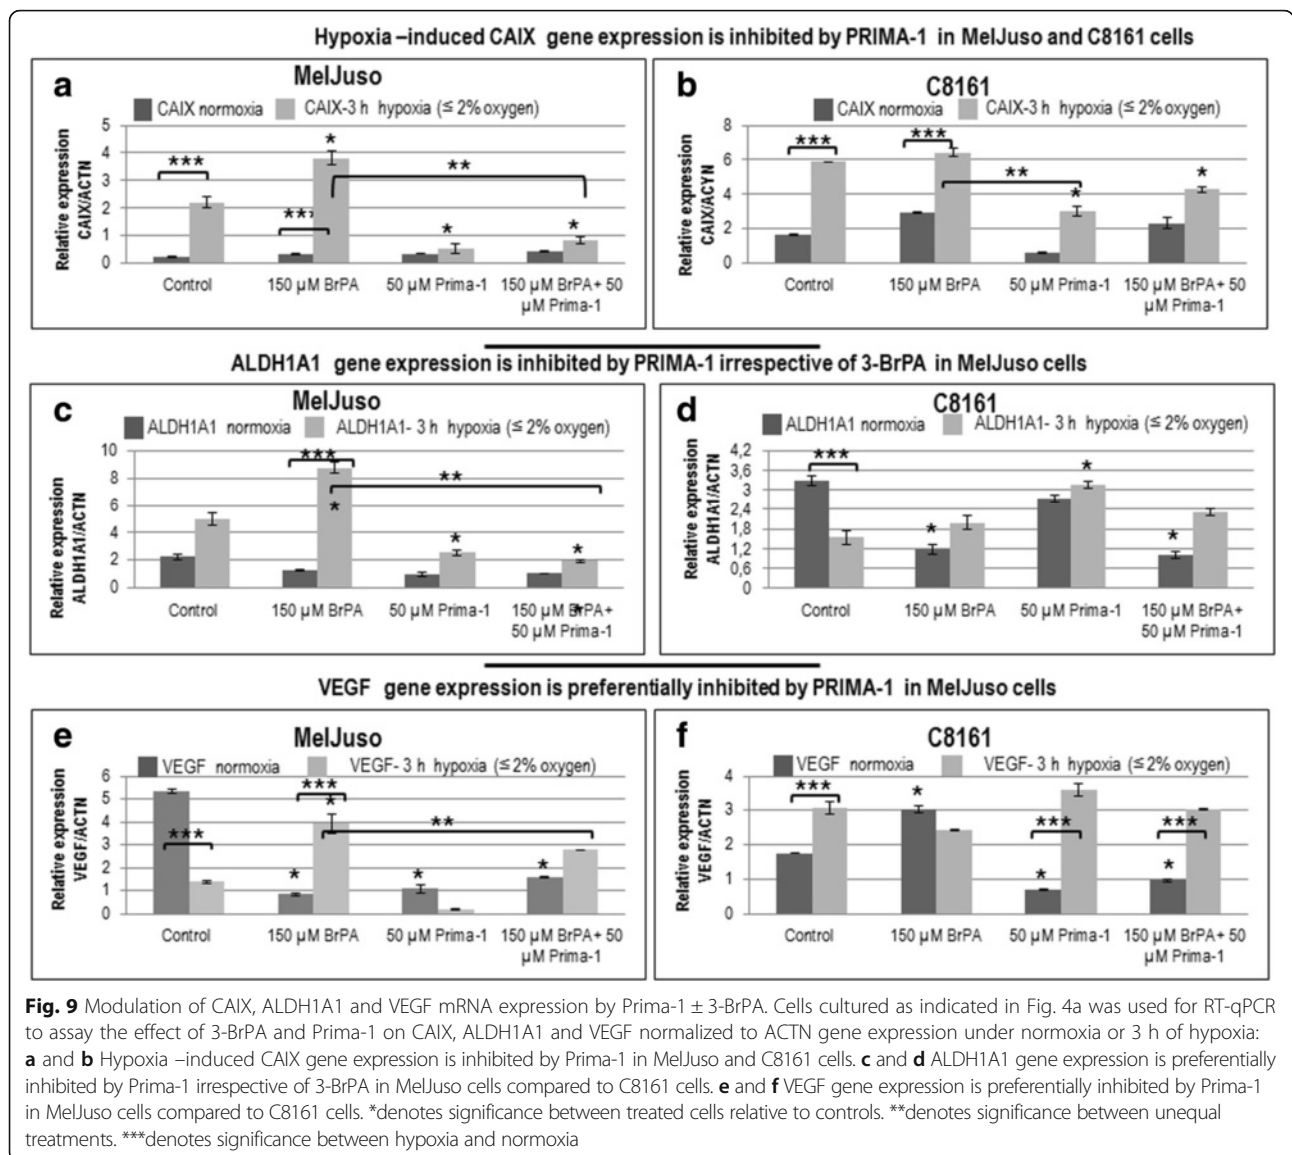 Hypoxia –induced CAIX gene expression is inhibited by PRIMA-1 in MelJuso and C8161 cells
a
MelJuso
CAIX normoxia CAIX-3 h hypoxia (≤ 2% oxygen)
Relative expression
CAIX/ACTN
5
4
3
2
1
0
***
***
*
**
*
*
Control
150 µM BrPA
50 µM Prima-1
150 µM BrPA+ 50
µM Prima-1
b
C8161
CAIX normoxia CAIX-3 h hypoxia (≤ 2% oxygen)
Relative expression
CAIX/ACYN
8
6
4
2
0
***
***
**
*
*
Control
150 µM BrPA
50 µM Prima-1
150 µM BrPA+ 50
µM Prima-1
ALDH1A1 gene expression is inhibited by PRIMA-1 irrespective of 3-BrPA in MelJuso cells
c
MelJuso
ALDH1A1 normoxia ALDH1A1- 3 h hypoxia (≤ 2% oxygen)
Relative expression
ALDH1A1/ACTN
10
8
6
4
2
0
***
*
**
*
*
Control
150 µM BrPA
50 µM Prima-1
150 µM BrPA+
50 µM Prima-1
*
d
C8161
ALDH1A1 normoxia ALDH1A1- 3 h hypoxia (≤ 2% oxygen)
Relative expression
ALDH1A1/ACTN
4,2
3,6
3
2,4
1,8
1,2
0,6
0
***
*
*
*
Control
150 µM BrPA
50 µM Prima-1
150 µM BrPA+
50 µM Prima-1
VEGF gene expression is preferentially inhibited by PRIMA-1 in MelJuso cells
e
MelJuso
VEGF normoxia VEGF- 3 h hypoxia (≤ 2% oxygen)
Relative expression
VEGF/ACTN
6
5
4
3
2
1
0
***
*
***
*
**
*
*
Control
150 µM BrPA
50 µM Prima-1
150 µM BrPA+ 50
µM Prima-1
f
C8161
VEGF normoxia VEGF- 3 h hypoxia (≤ 2% oxygen)
Relative expression
VEGF/ACTN
4
3
2
1
0
***
*
***
*
***
*
Control
150 µM BrPA
50 µM Prima-1
150 µM BrPA+ 50
µM Prima-1
Fig. 9 Modulation of CAIX, ALDH1A1 and VEGF mRNA expression by Prima-1 ± 3-BrPA. Cells cultured as indicated in Fig. 4a was used for RT-qPCR
to assay the effect of 3-BrPA and Prima-1 on CAIX, ALDH1A1 and VEGF normalized to ACTN gene expression under normoxia or 3 h of hypoxia:
a and b Hypoxia –induced CAIX gene expression is inhibited by Prima-1 in MelJuso and C8161 cells. c and d ALDH1A1 gene expression is preferentially
inhibited by Prima-1 irrespective of 3-BrPA in MelJuso cells compared to C8161 cells. e and f VEGF gene expression is preferentially inhibited by Prima-1
in MelJuso cells compared to C8161 cells. *denotes significance between treated cells relative to controls. **denotes significance between unequal
treatments. ***denotes significance between hypoxia and normoxia